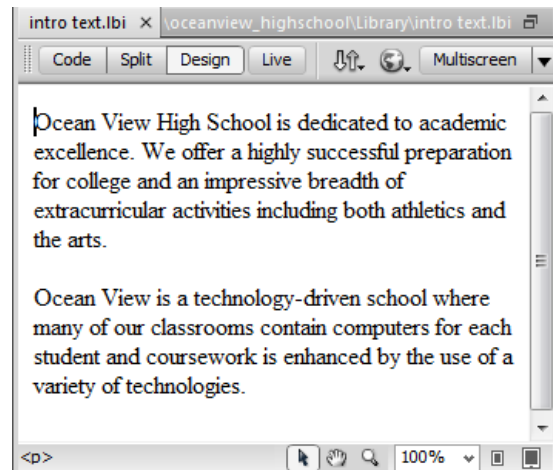 intro text.lbi × \oceanview_highschool\Library\intro text.lbi
Code Split Design Live Multiscreen
Ocean View High School is dedicated to academic
excellence. We offer a highly successful preparation
for college and an impressive breadth of
extracurricular activities including both athletics and
the arts.
Ocean View is a technology-driven school where
many of our classrooms contain computers for each
student and coursework is enhanced by the use of a
variety of technologies.
<p> 100%